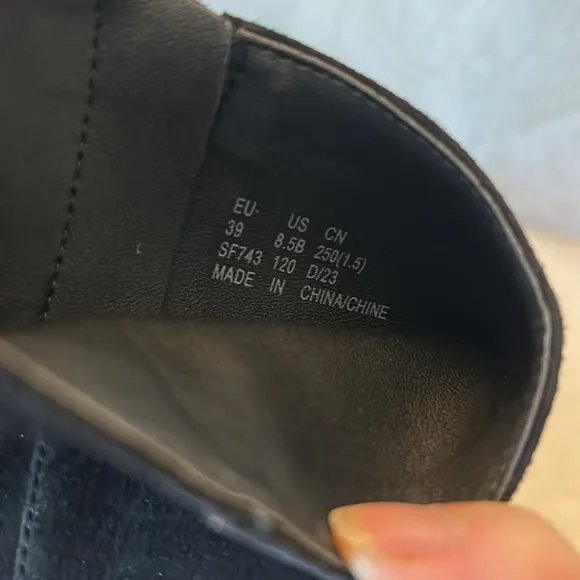 EU- US CN
39 8.5B 250(1.5)
SF743 120 D/23
MADE IN CHINA/CHINE